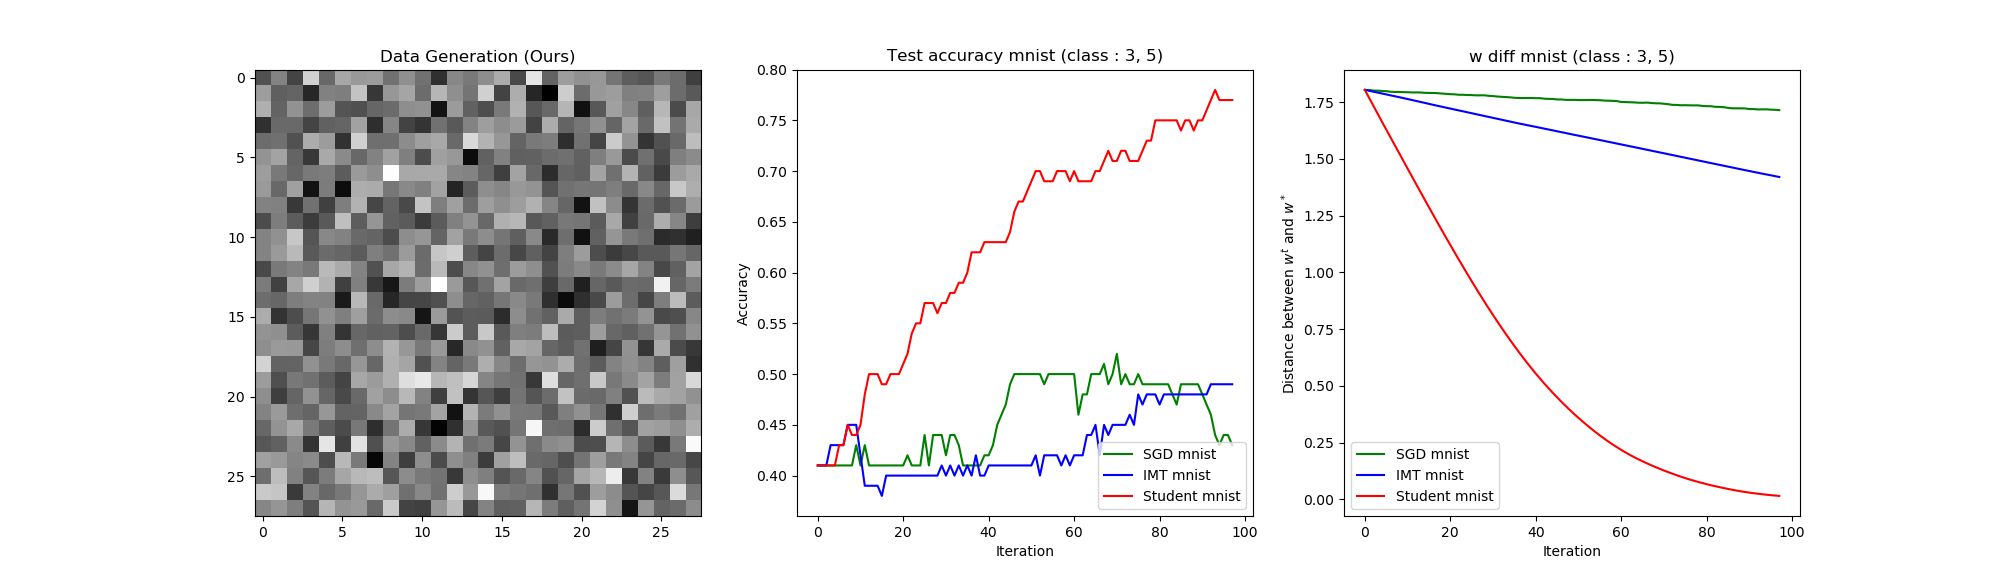 Data Generation (Ours)
0
5
10
15
20
25
0 5 10 15 20 25
Test accuracy mnist (class : 3, 5)
Accuracy
0.80
0.75
0.70
0.65
0.60
0.55
0.50
0.45
0.40
SGD mnist
IMT mnist
Student mnist
0 20 40 60 80 100
Iteration
w diff mnist (class : 3, 5)
Distance between w^t and w^*
1.75
1.50
1.25
1.00
0.75
0.50
0.25
0.00
SGD mnist
IMT mnist
Student mnist
0 20 40 60 80 100
Iteration